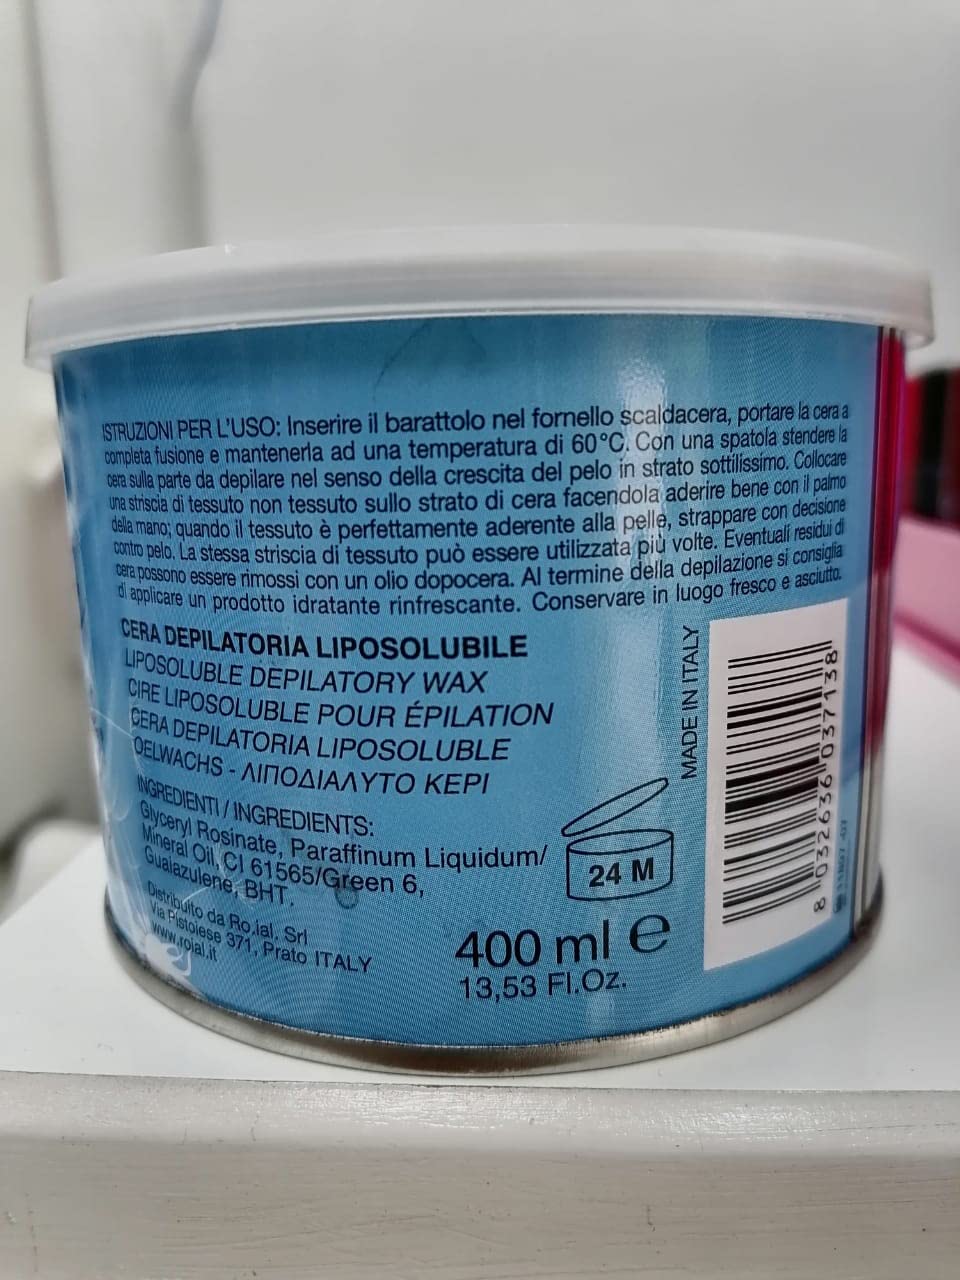 ISTRUZIONI PER L'USO: Inserire il barattolo nel fornello scaldacera, portare la cera a
completa fusione e mantenerla ad una temperatura di 60°C. Con una spatola stendere la
cera sulla parte da depilare nel senso della crescita del pelo in strato sottilissimo. Collocare
una striscia di tessuto non tessuto sullo strato di cera facendola aderire bene con il palmo
della mano; quando il tessuto è perfettamente aderente alla pelle, strappare con decisione
contro pelo. La stessa striscia di tessuto può essere utilizzata più volte. Eventuali residui di
cera possono essere rimossi con un olio dopocera. Al termine della depilazione si consiglia
di applicare un prodotto idratante rinfrescante. Conservare in luogo fresco e asciutto.
CERA DEPILATORIA LIPOSOLUBILE
LIPOSOLUBLE DEPILATORY WAX
CIRE LIPOSOLUBLE POUR ÉPILATION
CERA DEPILATORIA LIPOSOLUBLE
OELWACHS - ΛΙΠΟΔΙΑΛΥΤΟ ΚΕΡΙ
INGREDIENTI / INGREDIENTS:
Glyceryl Rosinate, Paraffinum Liquidum/
Mineral Oil, CI 61565/Green 6,
Guaiazulene, BHT.
Distribuito da Ro.ial. Srl
Via Pistoiese 371, Prato ITALY
www.roial.it
24 M
400 ml e
13,53 Fl.Oz.
MADE IN ITALY
8 032636 037138